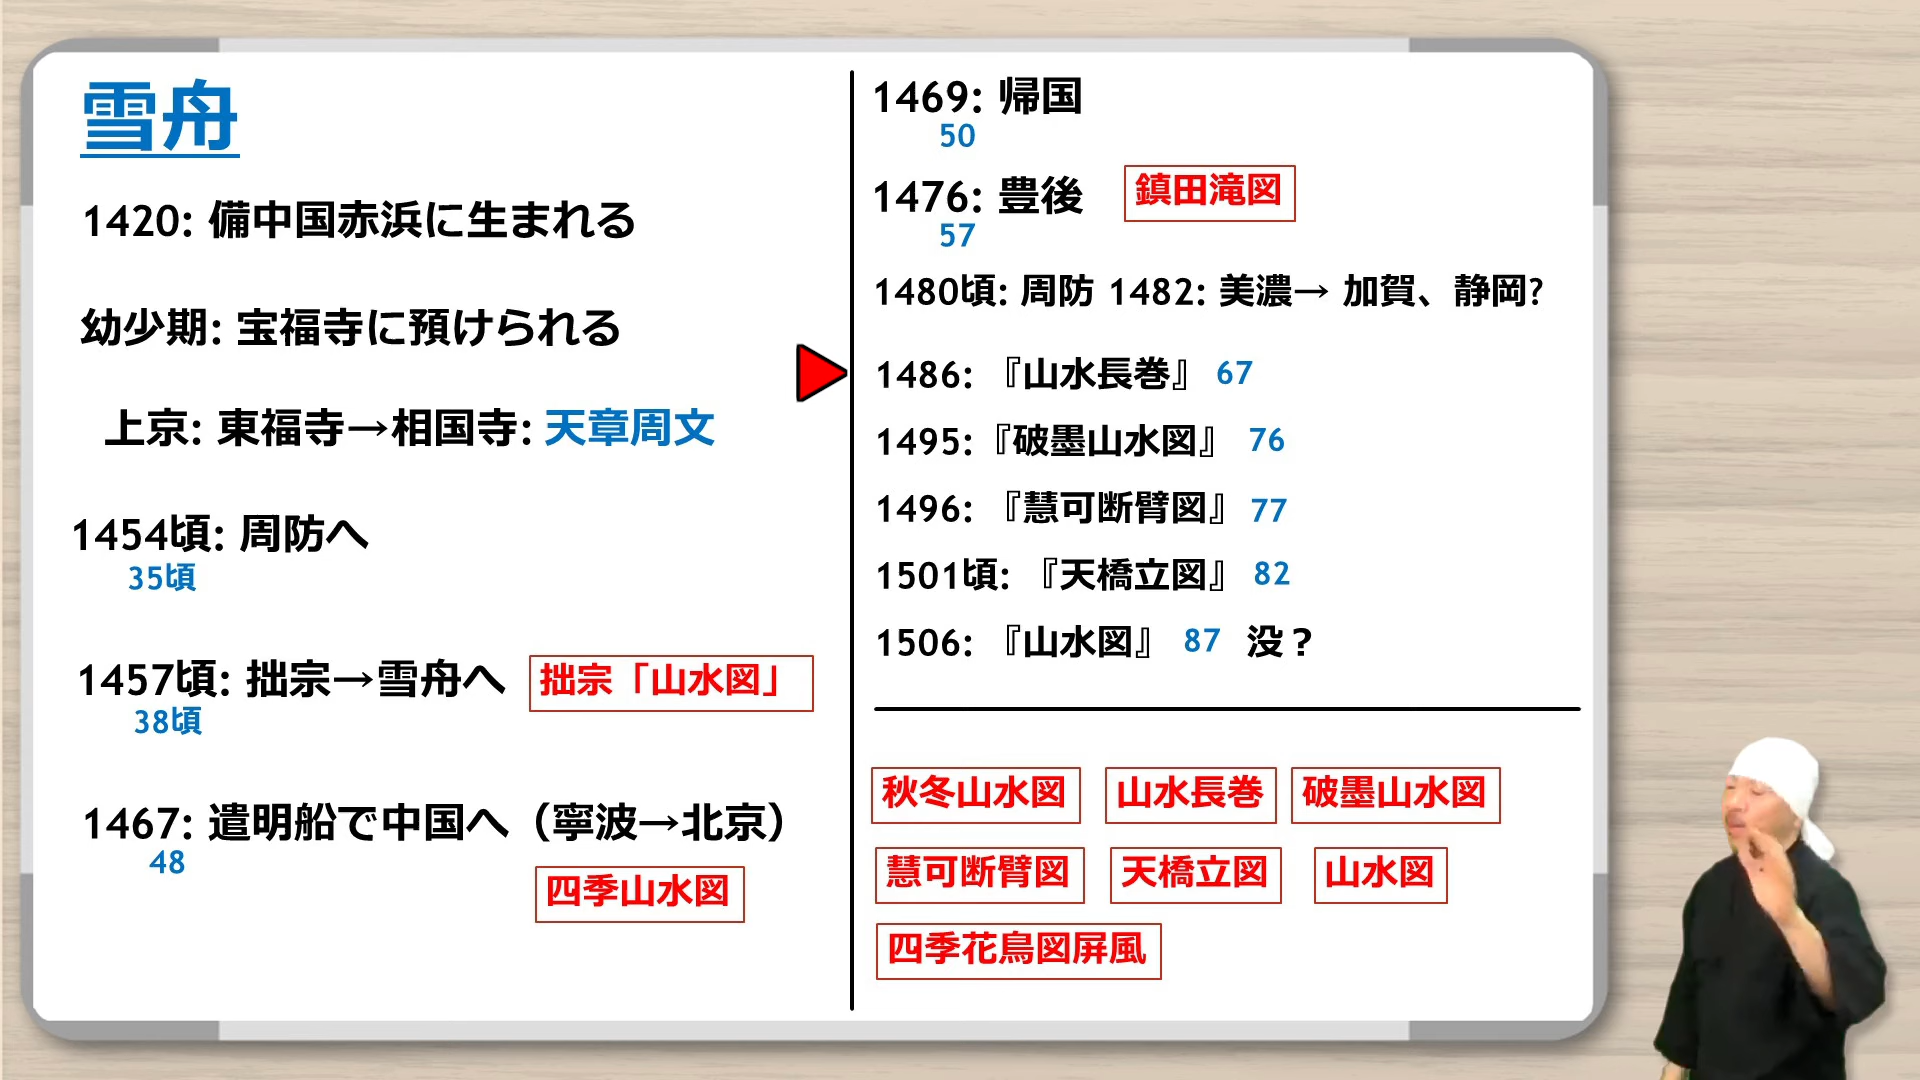 雪舟
1420: 備中国赤浜に生まれる
幼少期: 宝福寺に預けられる
上京: 東福寺→相国寺: 天章周文
1454頃: 周防へ
35頃
1457頃: 拙宗→雪舟へ 拙宗「山水図」
38頃
1467: 遣明船で中国へ（寧波→北京）
48
四季山水図
1469: 帰国
50
1476: 豊後 鎮田滝図
57
1480頃: 周防 1482: 美濃→ 加賀、静岡?
1486: 『山水長巻』 67
1495:『破墨山水図』 76
1496: 『慧可断臂図』 77
1501頃: 『天橋立図』 82
1506: 『山水図』 87 没？
秋冬山水図 山水長巻 破墨山水図
慧可断臂図 天橋立図 山水図
四季花鳥図屏風